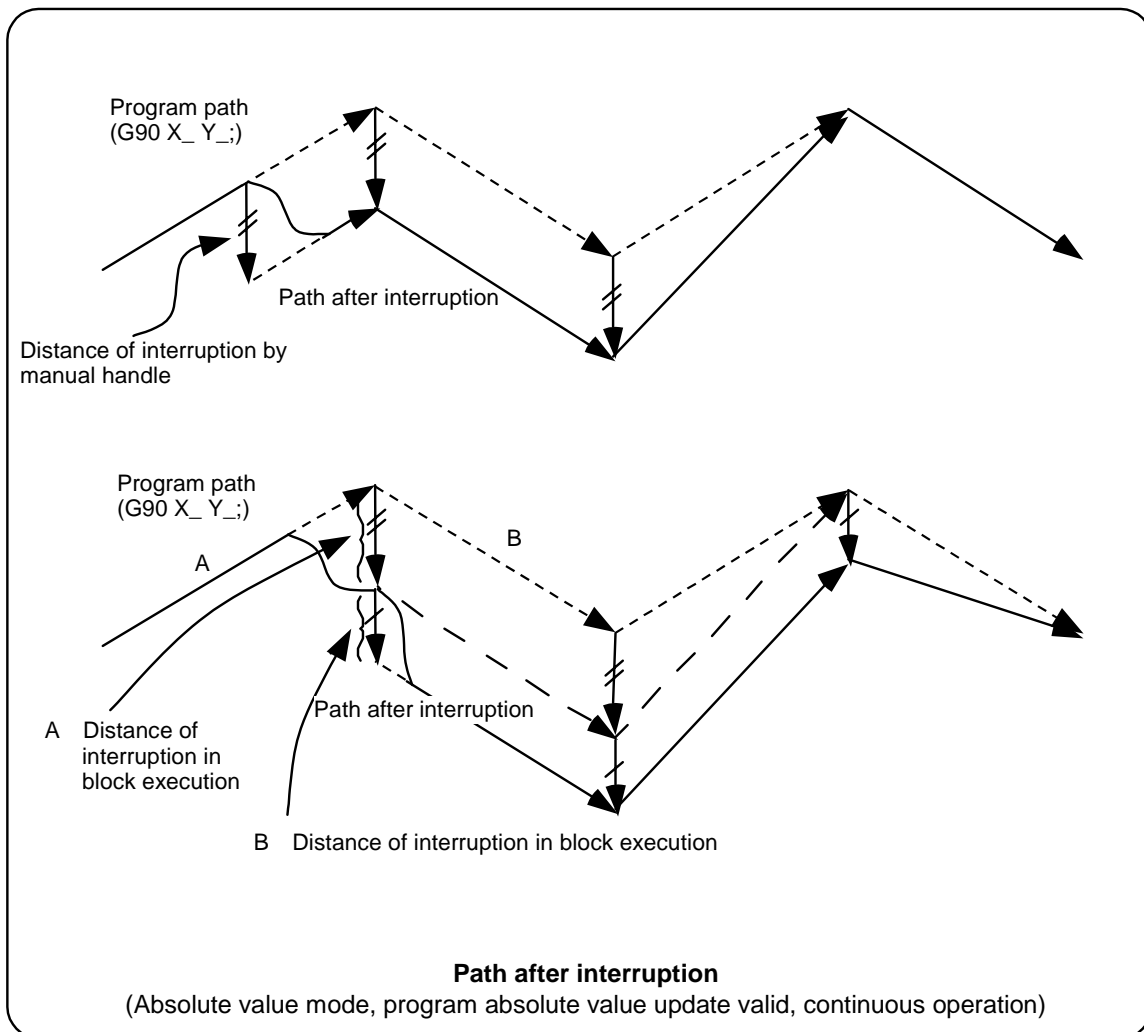 Program path
(G90 X_ Y_;)
Path after interruption
Distance of interruption by
manual handle
Program path
(G90 X_ Y_;)
A
B
Path after interruption
A Distance of
interruption in
block execution
B Distance of interruption in block execution
Path after interruption
(Absolute value mode, program absolute value update valid, continuous operation)